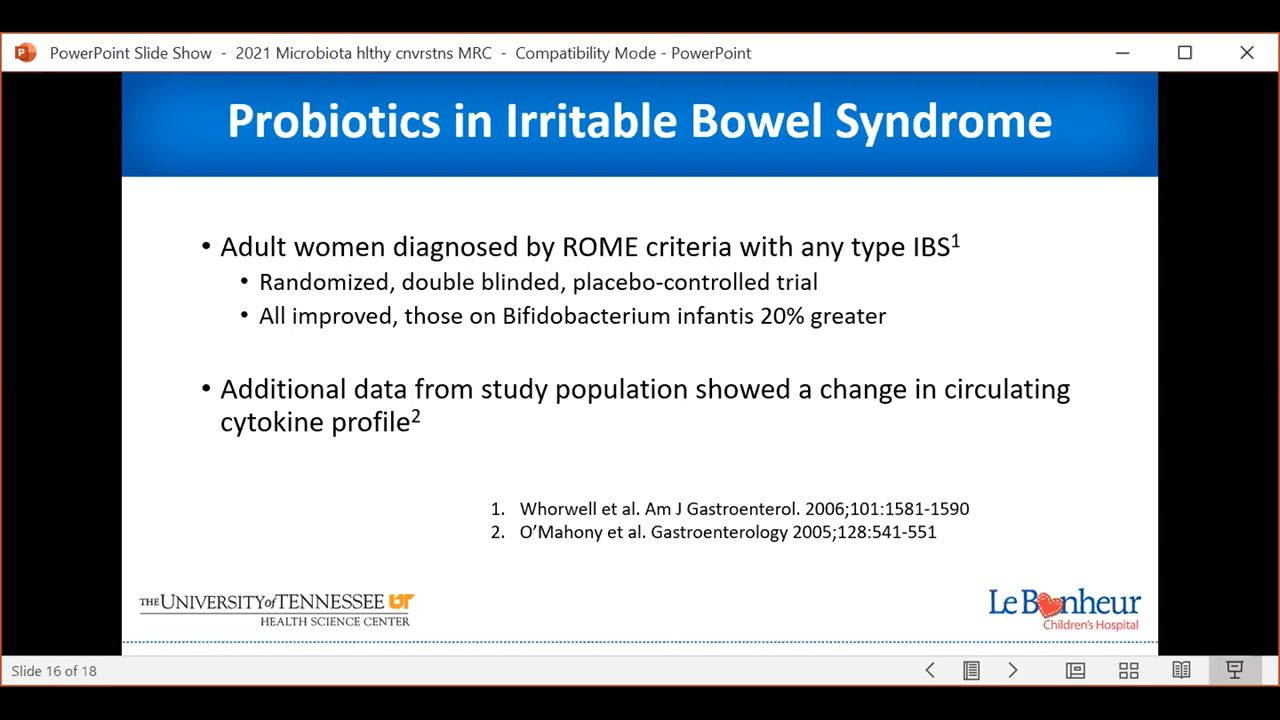 PowerPoint Slide Show - 2021 Microbiota hlthy cnvrstns MRC - Compatibility Mode - PowerPoint
Probiotics in Irritable Bowel Syndrome
• Adult women diagnosed by ROME criteria with any type IBS1
• Randomized, double blinded, placebo-controlled trial
• All improved, those on Bifidobacterium infantis 20% greater
• Additional data from study population showed a change in circulating
cytokine profile2
1. Whorwell et al. Am J Gastroenterol. 2006;101:1581-1590
2. O’Mahony et al. Gastroenterology 2005;128:541-551
THE UNIVERSITY of TENNESSEE UT
HEALTH SCIENCE CENTER
Le Bonheur
Children's Hospital
Slide 16 of 18